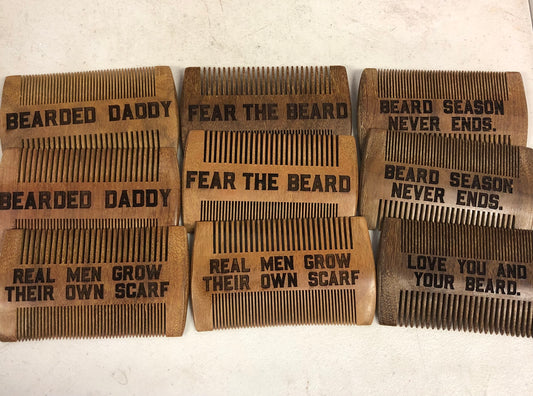 BEARDED DADDY
FEAR THE BEARD
BEARD SEASON
NEVER ENDS.
BEARDED DADDY
FEAR THE BEARD
BEARD SEASON
NEVER ENDS.
REAL MEN GROW
THEIR OWN SCARF
REAL MEN GROW
THEIR OWN SCARF
LOVE YOU AND
YOUR BEARD.